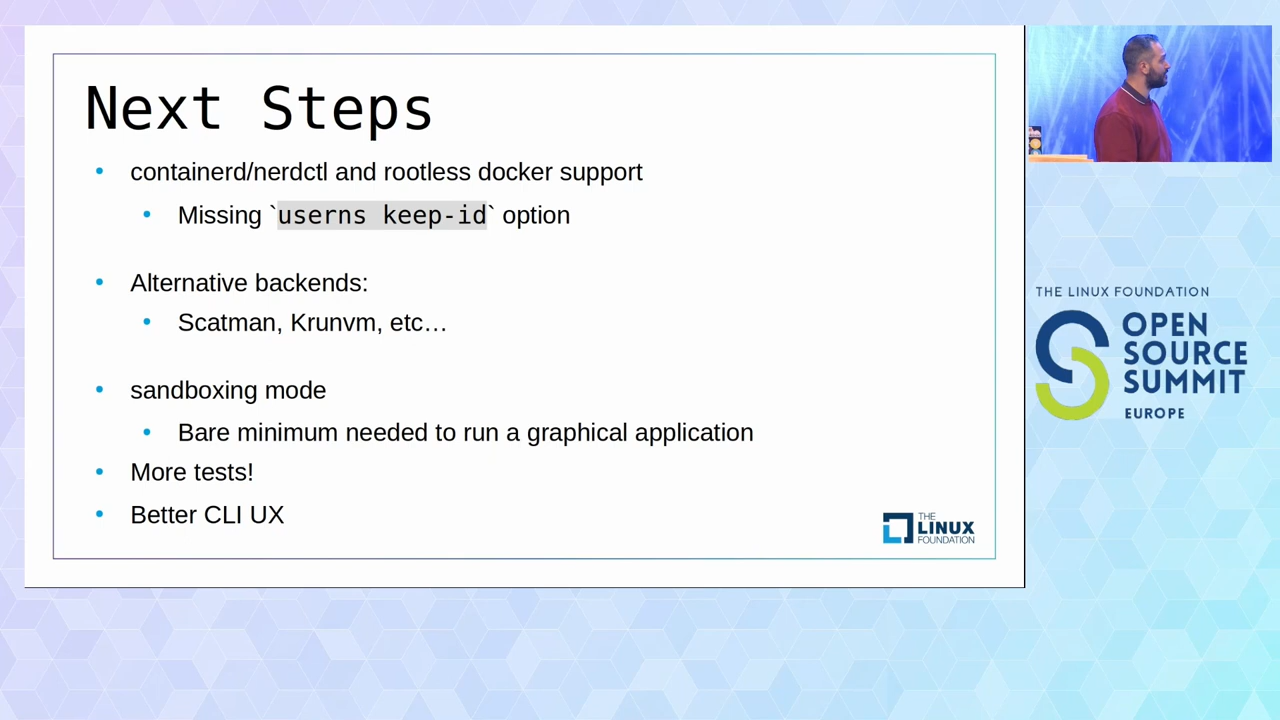 Next Steps
containerd/nerdctl and rootless docker support
Missing `userns keep-id` option
Alternative backends:
Scatman, Krunvm, etc…
sandboxing mode
Bare minimum needed to run a graphical application
More tests!
Better CLI UX
THE
LINUX
FOUNDATION
THE LINUX FOUNDATION
OPEN
SOURCE
SUMMIT
EUROPE